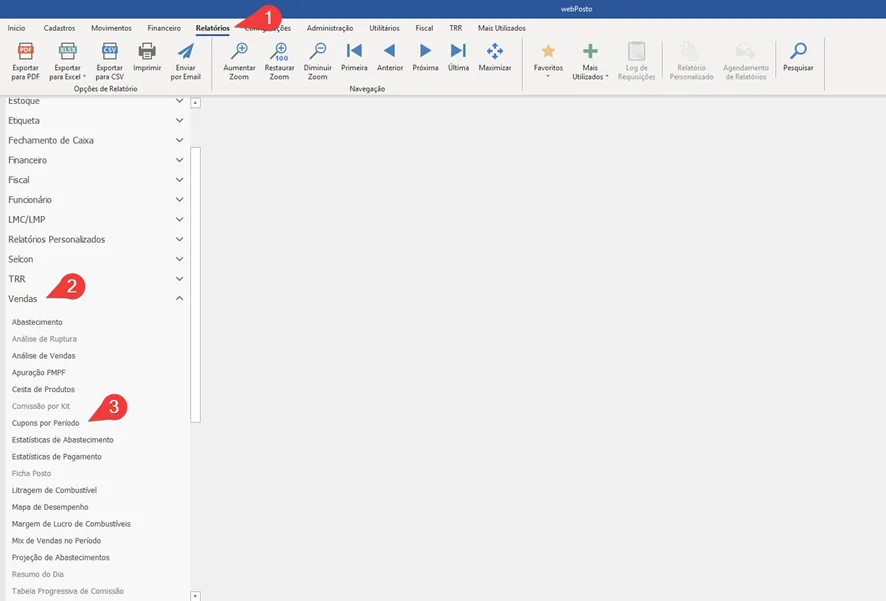 webPosto
Início Cadastros Movimentos Financeiro Relatórios Configurações Administração Utilitários Fiscal TRR Mais Utilizados
1
Exportar para PDF
Exportar para Excel
Exportar para CSV
Imprimir
Enviar por Email
Aumentar Zoom
Restaurar Zoom
Diminuir Zoom
Primeira
Anterior
Próxima
Última
Maximizar
Favoritos
Mais Utilizados
Log de Requisições
Relatório Personalizado
Agendamento de Relatórios
Pesquisar
Opções de Relatório
Navegação
Estoque
Etiqueta
Fechamento de Caixa
Financeiro
Fiscal
Funcionário
LMC/LMP
Relatórios Personalizados
Selcon
TRR
Vendas
2
Abastecimento
Análise de Ruptura
Análise de Vendas
Apuração PMPF
Cesta de Produtos
Comissão por Kit
Cupons por Período
3
Estatísticas de Abastecimento
Estatísticas de Pagamento
Ficha Posto
Litragem de Combustível
Mapa de Desempenho
Margem de Lucro de Combustíveis
Mix de Vendas no Período
Projeção de Abastecimentos
Resumo do Dia
Tabela Progressiva de Comissão